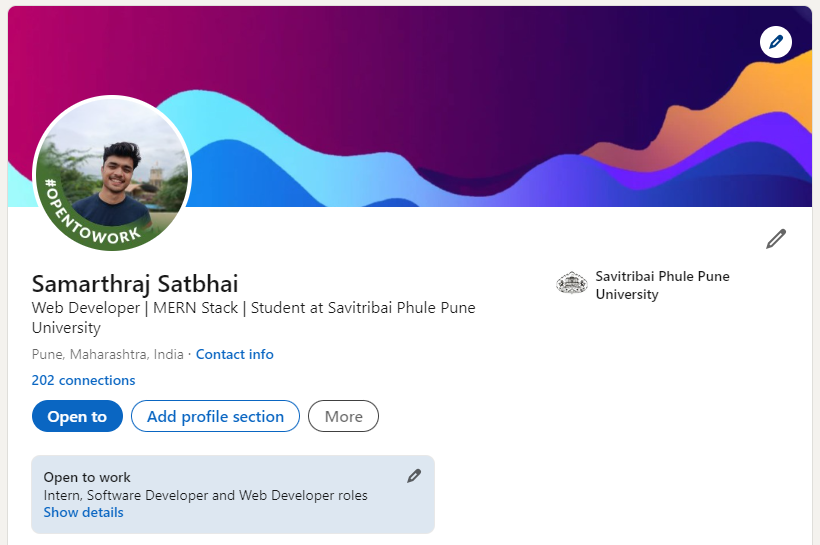 #OPENTOWORK
Samarthraj Satbhai
Web Developer | MERN Stack | Student at Savitribai Phule Pune
University
Pune, Maharashtra, India · Contact info
202 connections
Open to
Add profile section
More
Savitribai Phule Pune
University
Open to work
Intern, Software Developer and Web Developer roles
Show details